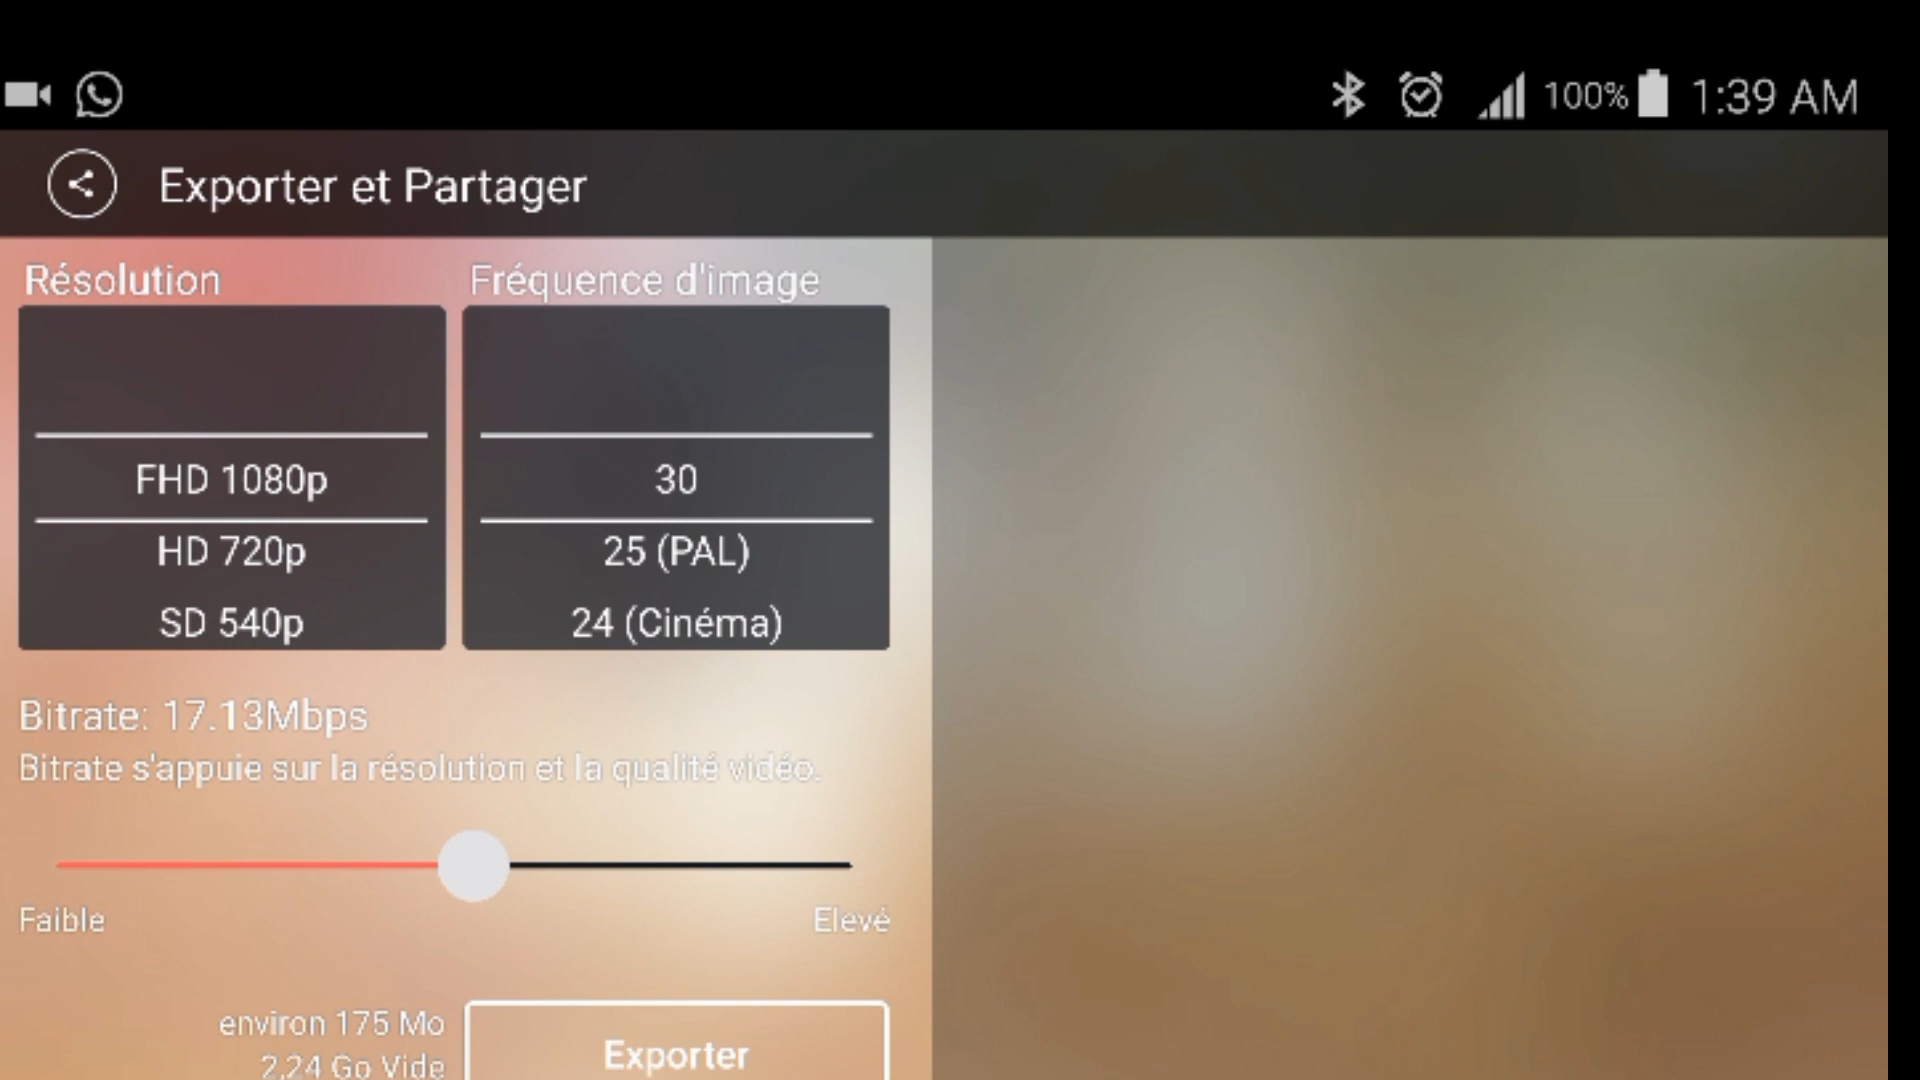 100% 1:39 AM
Exporter et Partager
Résolution
Fréquence d'image
FHD 1080p
HD 720p
SD 540p
30
25 (PAL)
24 (Cinéma)
Bitrate: 17.13Mbps
Bitrate s'appuie sur la résolution et la qualité vidéo.
Faible
Elevé
environ 175 Mo
2,24 Go Vide
Exporter